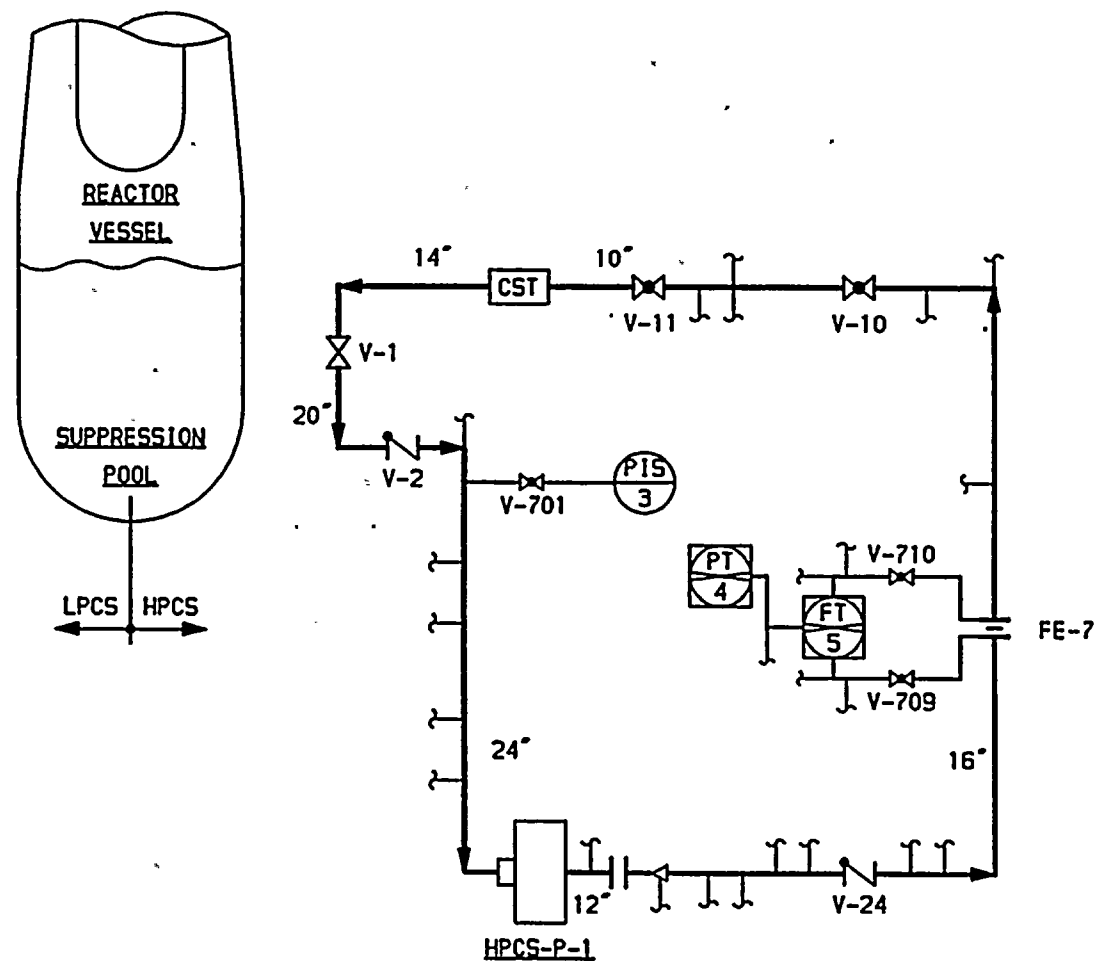 REACTOR
VESSEL
14"
CST
10"
V-11
V-10
V-1
20"
V-2
SUPPRESSION
POOL
V-701
PIS
3
LPCS
HPCS
PT
4
V-710
FT
5
FE-7
V-709
24"
16"
12"
V-24
HPCS-P-1